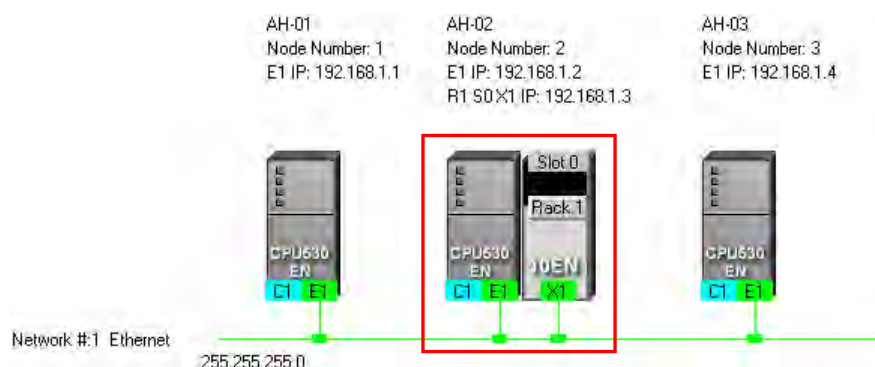 AH-01
Node Number: 1
E1 IP: 192.168.1.1
AH-02
Node Number: 2
E1 IP: 192.168.1.2
R1 S0 X1 IP: 192.168.1.3
AH-03
Node Number: 3
E1 IP: 192.168.1.4
CPU530
EN
C1 E1
CPU530
EN
C1 E1
Slot 0
Rack 1
10EN
X1
CPU530
EN
C1 E1
Network #:1 Ethernet
255.255.255.0